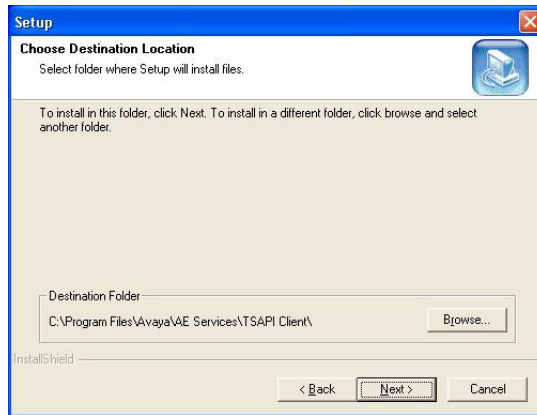 Setup
Choose Destination Location
Select folder where Setup will install files.
To install in this folder, click Next. To install in a different folder, click browse and select
another folder.
Destination Folder
C:\Program Files\Avaya\AE Services\TSAPI Client\
Browse...
InstallShield
< Back
Next >
Cancel